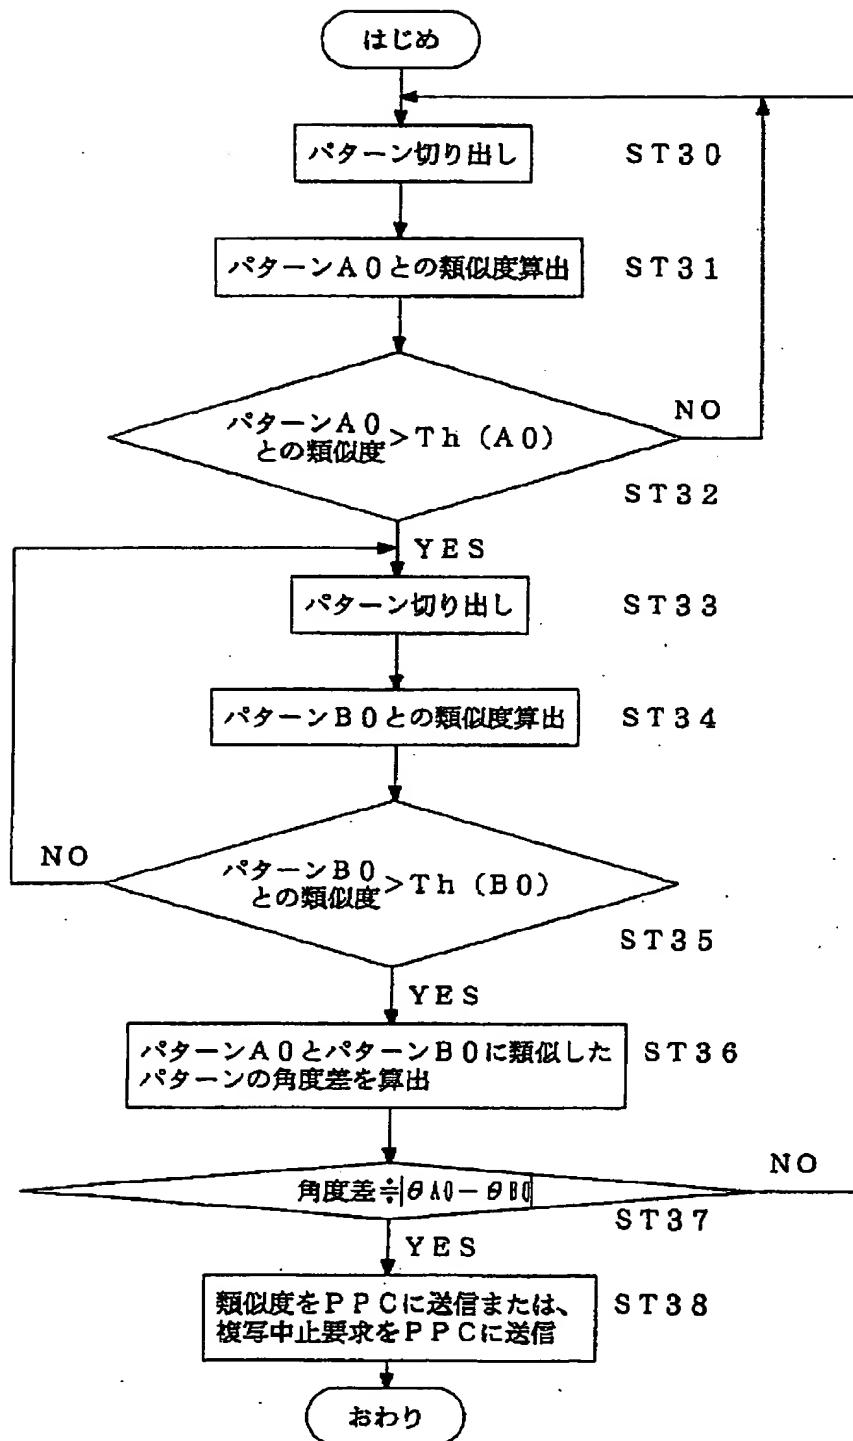 はじめ
パターン切り出し
ST30
パターンA0との類似度算出
ST31
パターンA0
との類似度
>Th(A0)
NO
ST32
YES
パターン切り出し
ST33
パターンB0との類似度算出
ST34
NO
パターンB0
との類似度
>Th(B0)
ST35
YES
パターンA0とパターンB0に類似した
パターンの角度差を算出
ST36
NO
角度差≑|θA0-θB0|
ST37
YES
類似度をPPCに送信または、
複写中止要求をPPCに送信
ST38
おわり